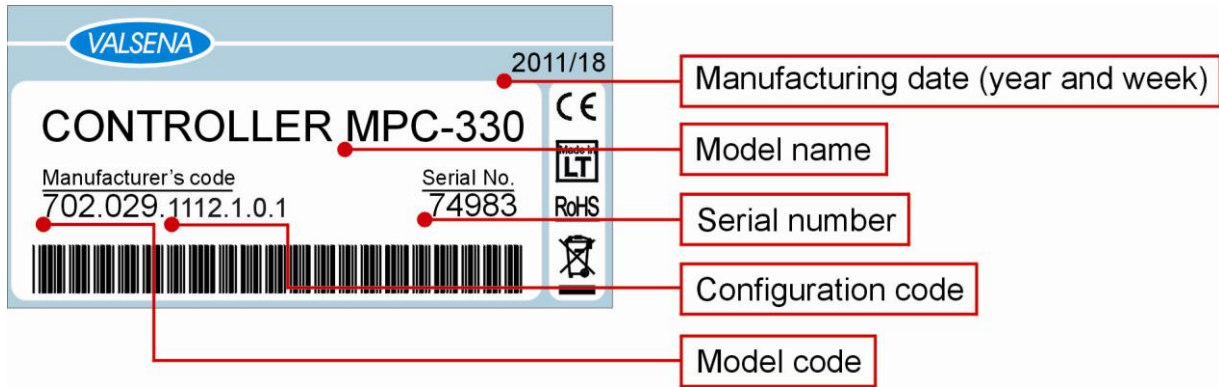 VALSENA
2011/18
CONTROLLER MPC-330
Manufacturer's code
702.029.1112.1.0.1
Serial No.
74983
CE
Made in
LT
RoHS
Manufacturing date (year and week)
Model name
Serial number
Configuration code
Model code